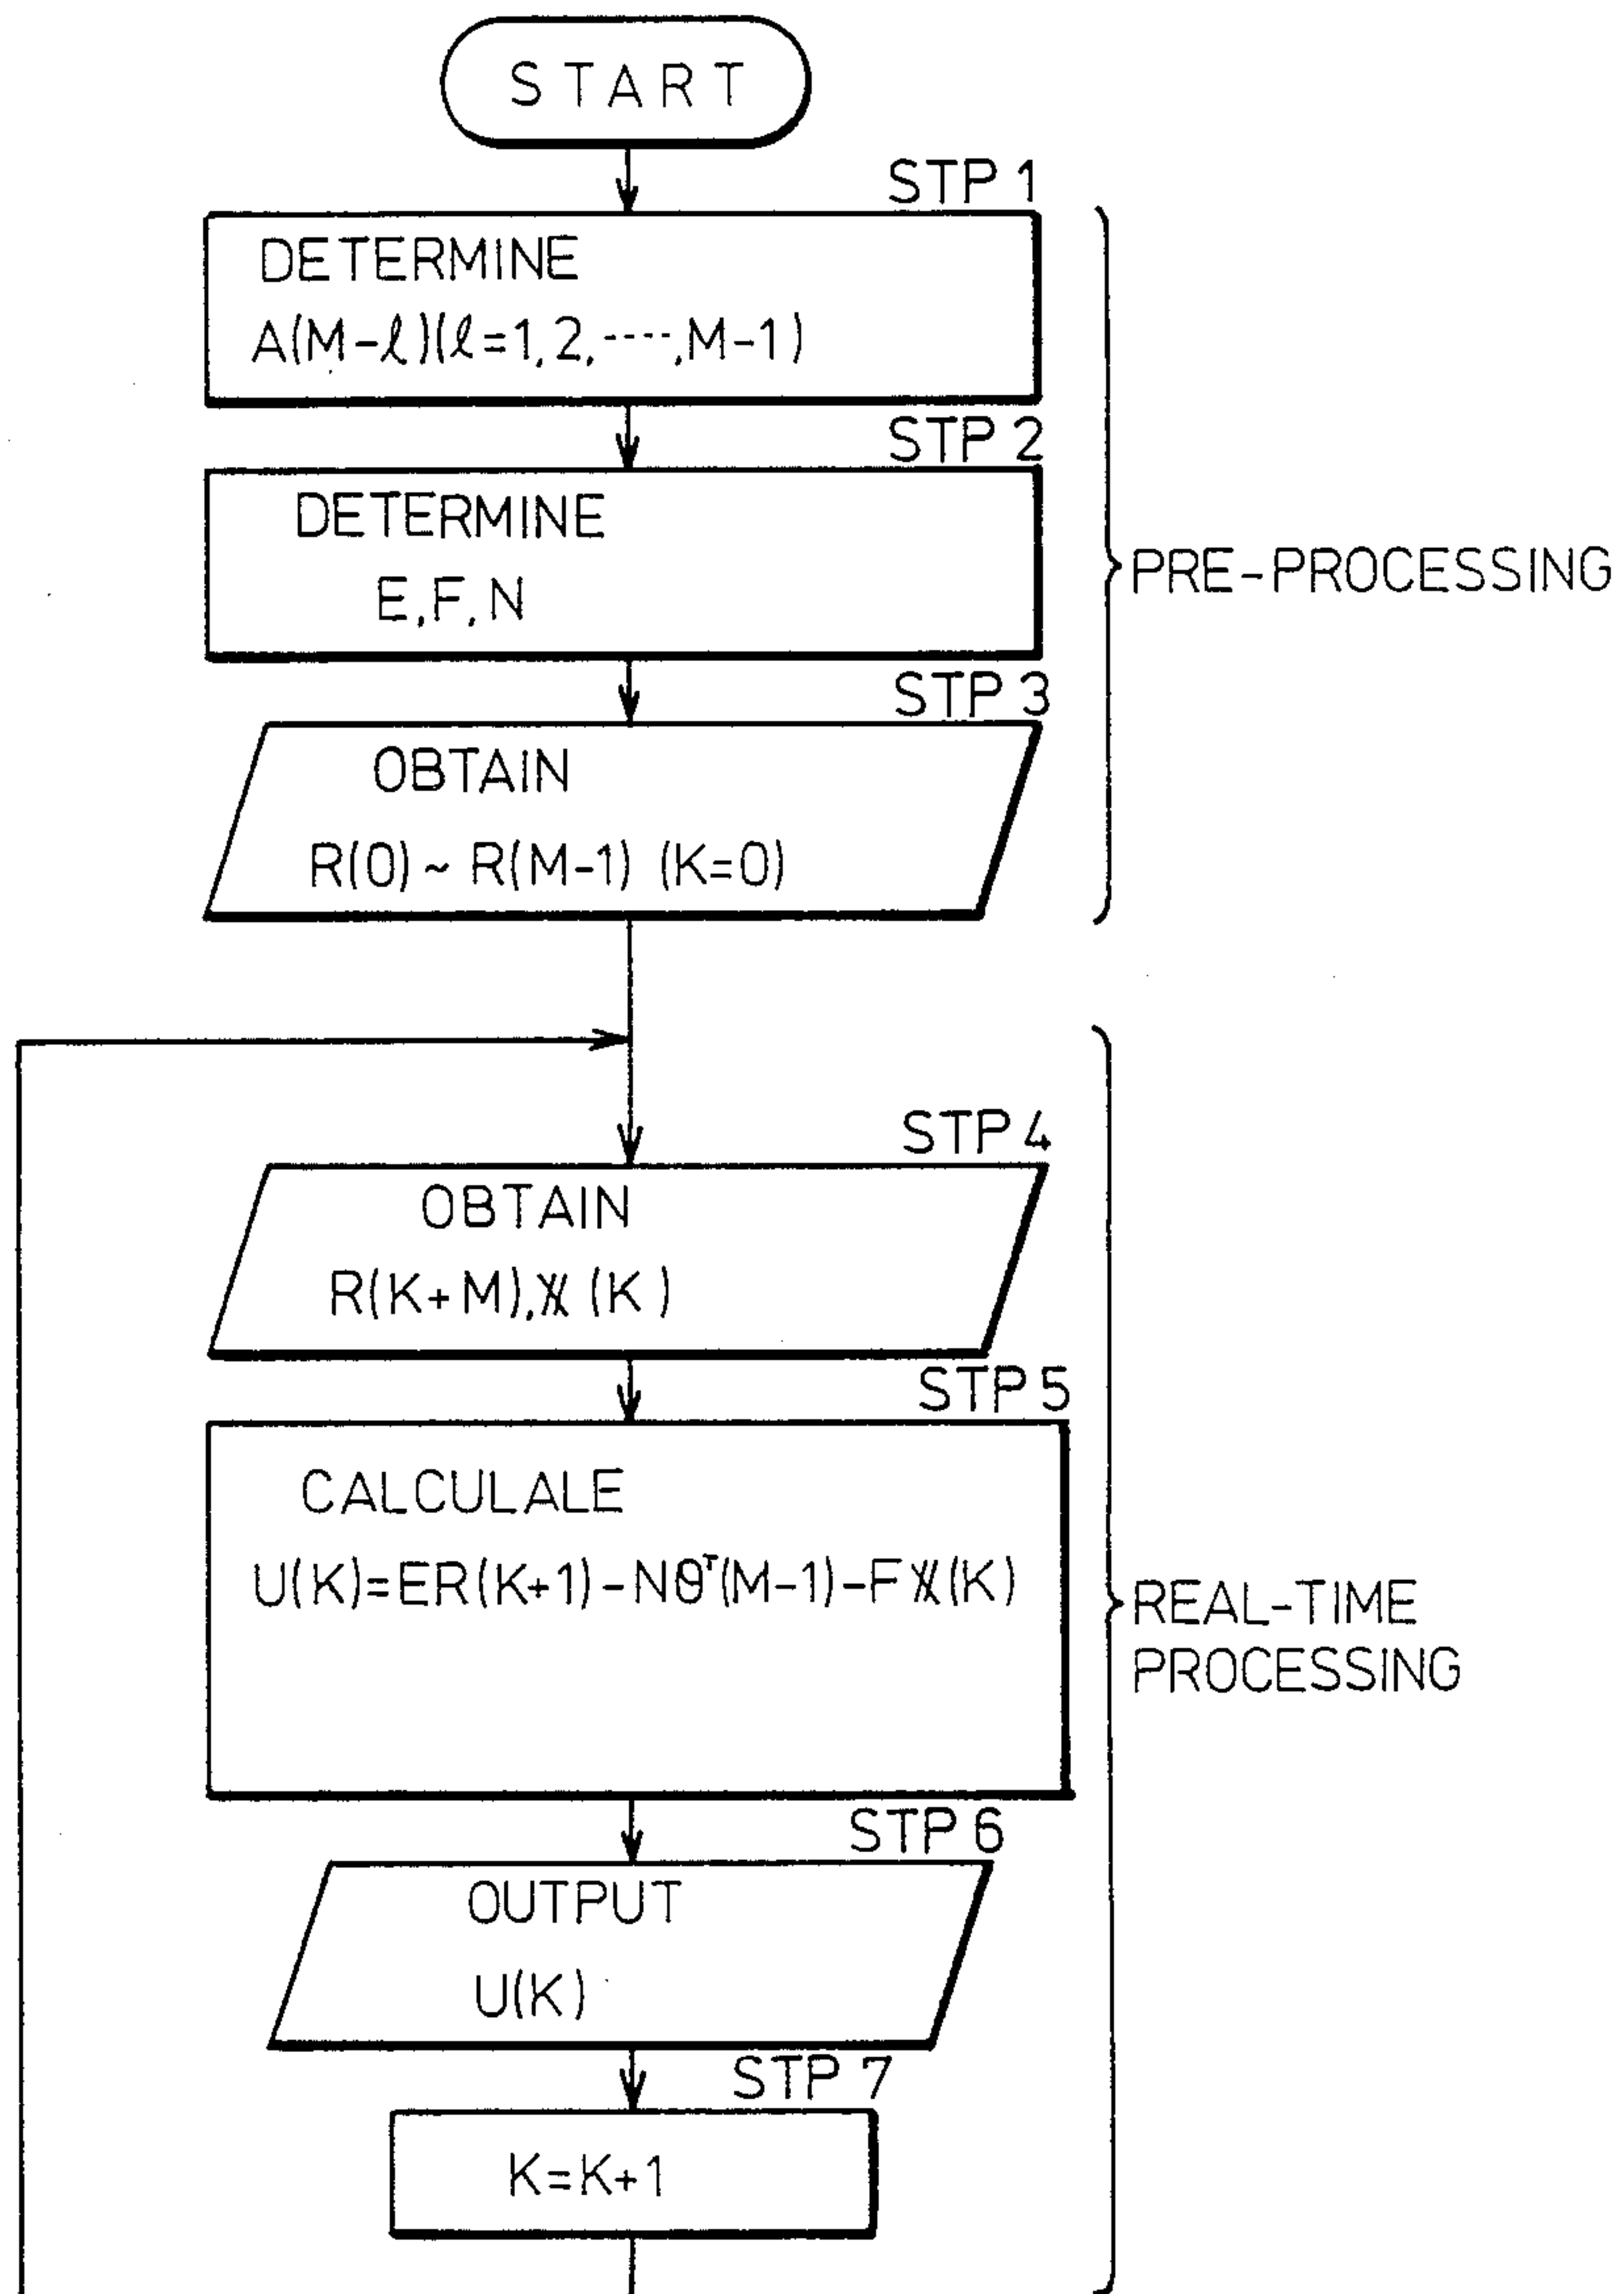 START
STP 1
DETERMINE
A(M-ℓ)(ℓ=1,2,----,M-1)
STP 2
DETERMINE
E,F,N
PRE-PROCESSING
STP 3
OBTAIN
R(0)~R(M-1) (K=0)
STP 4
OBTAIN
R(K+M),𝕏(K)
STP 5
CALCULALE
U(K)=ER(K+1)-Nθᵀ(M-1)-F𝕏(K)
REAL-TIME
PROCESSING
STP 6
OUTPUT
U(K)
STP 7
K=K+1